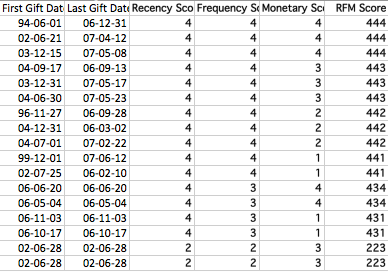 First Gift Date Last Gift Date Recency Sco Frequency Sco Monetary Sco RFM Score
94-06-01 06-12-31 4 4 4 444
02-06-21 07-04-12 4 4 4 444
03-12-15 07-05-08 4 4 4 444
04-09-17 06-09-13 4 4 3 443
03-12-31 07-05-17 4 4 3 443
04-06-30 07-05-23 4 4 3 443
96-11-27 06-09-28 4 4 2 442
04-12-31 06-03-02 4 4 2 442
04-07-01 07-02-22 4 4 2 442
99-12-01 07-06-12 4 4 1 441
02-07-25 06-02-10 4 4 1 441
06-06-20 06-06-20 4 3 4 434
06-05-04 06-05-04 4 3 4 434
06-11-03 06-11-03 4 3 1 431
06-10-17 06-10-17 4 3 1 431
02-06-28 02-06-28 2 2 3 223
02-06-28 02-06-28 2 2 3 223